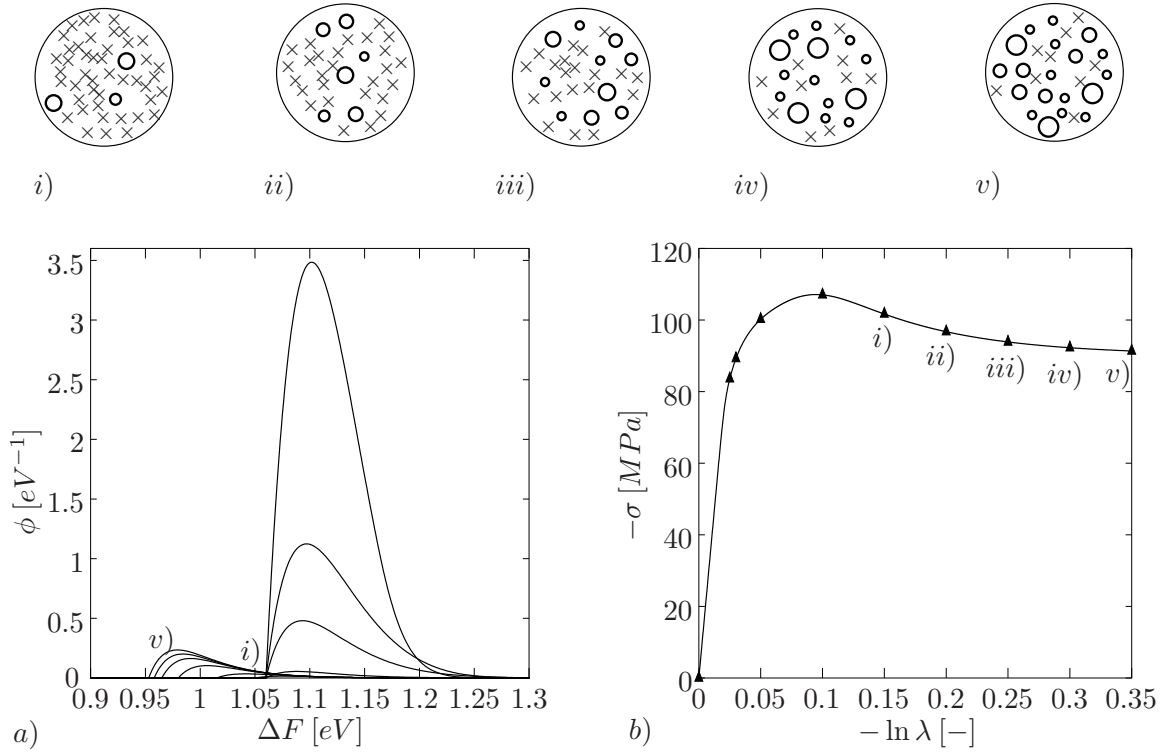 i)
ii)
iii)
iv)
v)
3.5
3
2.5
2
1.5
1
0.5
0
ϕ [eV⁻¹]
v)
i)
0.9 0.95 1 1.05 1.1 1.15 1.2 1.25 1.3
a)
ΔF [eV]
120
100
80
60
40
20
0
−σ [MPa]
i)
ii)
iii)
iv)
v)
0 0.05 0.1 0.15 0.2 0.25 0.3 0.35
b)
− ln λ [−]